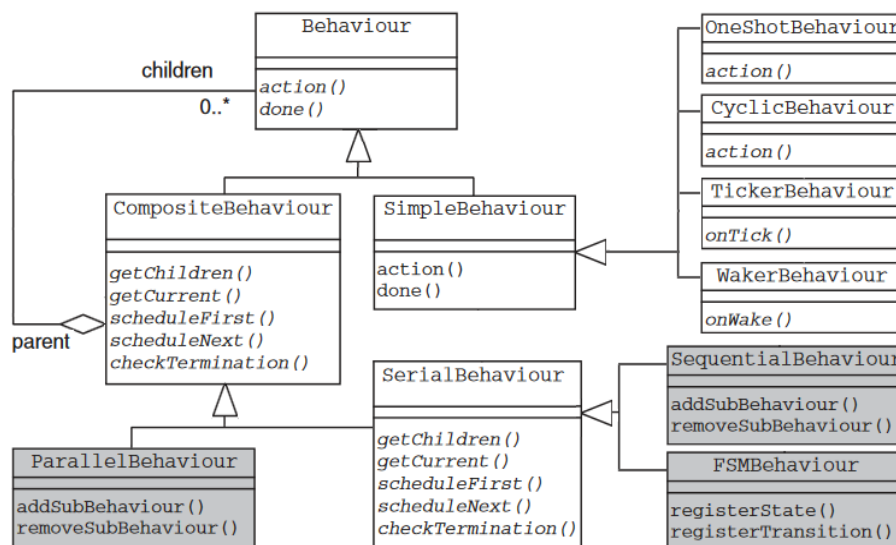 Behaviour
action()
done()
children
0..*
parent
CompositeBehaviour
getChildren()
getCurrent()
scheduleFirst()
scheduleNext()
checkTermination()
SimpleBehaviour
action()
done()
OneShotBehaviour
action()
CyclicBehaviour
action()
TickerBehaviour
onTick()
WakerBehaviour
onWake()
ParallelBehaviour
addSubBehaviour()
removeSubBehaviour()
SerialBehaviour
getChildren()
getCurrent()
scheduleFirst()
scheduleNext()
checkTermination()
SequentialBehaviour
addSubBehaviour()
removeSubBehaviour()
FSMBehaviour
registerState()
registerTransition()